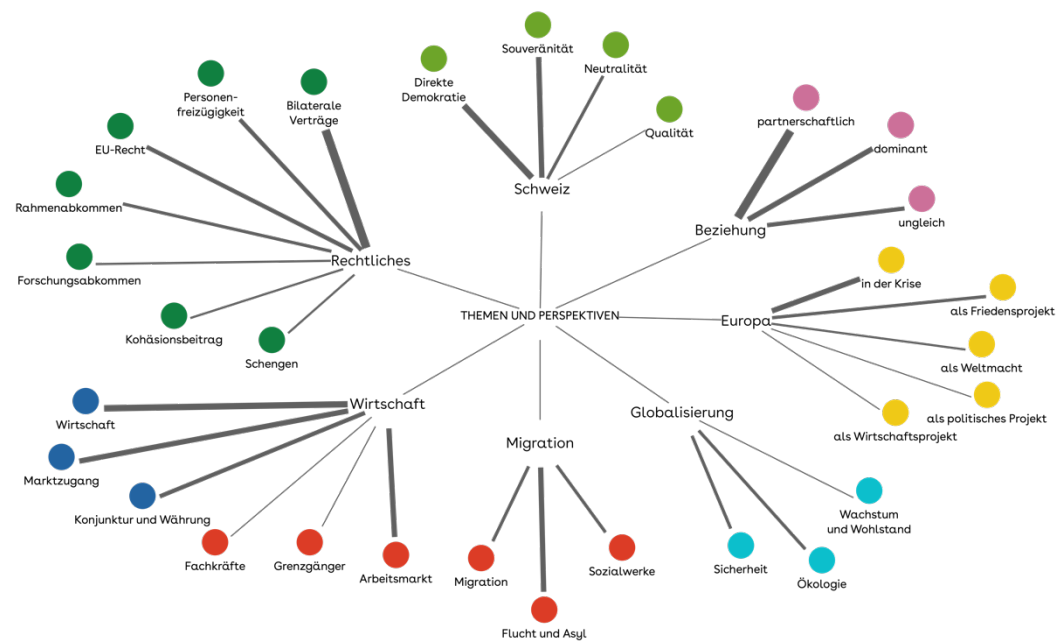 Souveränität
Direkte
Demokratie
Neutralität
Qualität
Schweiz
Personen-
freizügigkeit
Bilaterale
Verträge
EU-Recht
Rahmenabkommen
Forschungsabkommen
Kohäsionsbeitrag
Schengen
Rechtliches
partnerschaftlich
dominant
ungleich
Beziehung
THEMEN UND PERSPEKTIVEN
in der Krise
als Friedensprojekt
als Weltmacht
als politisches Projekt
als Wirtschaftsprojekt
Europa
Wirtschaft
Wirtschaft
Marktzugang
Konjunktur und Währung
Fachkräfte
Grenzgänger
Arbeitsmarkt
Migration
Migration
Flucht und Asyl
Sozialwerke
Globalisierung
Wachstum
und Wohlstand
Sicherheit
Ökologie